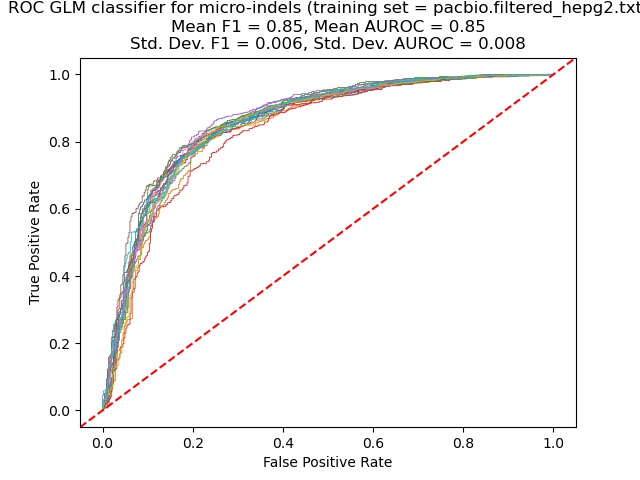 ROC GLM classifier for micro-indels (training set = pacbio.filtered_hepg2.txt
Mean F1 = 0.85, Mean AUROC = 0.85
Std. Dev. F1 = 0.006, Std. Dev. AUROC = 0.008
1.0
0.8
0.6
0.4
0.2
0.0
True Positive Rate
0.0 0.2 0.4 0.6 0.8 1.0
False Positive Rate